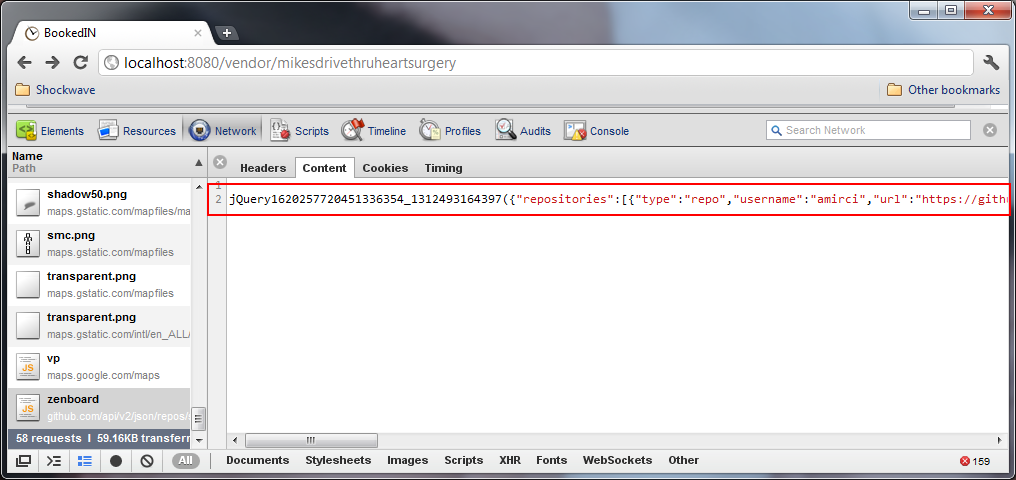 BookedIN
localhost:8080/vendor/mikesdrivethruheartsurgery
Shockwave
Other bookmarks
Elements Resources Network Scripts Timeline Profiles Audits Console Search Network
Name
Path
Headers Content Cookies Timing
1
2 jQuery1620257720451336354_1312493164397({"repositories":[{"type":"repo","username":"amirci","url":"https://gith
shadow50.png
maps.gstatic.com/mapfiles/ma
smc.png
maps.gstatic.com/mapfiles
transparent.png
maps.gstatic.com/mapfiles
transparent.png
maps.gstatic.com/intl/en_ALL/
JS
vp
maps.google.com/maps
JS
zenboard
github.com/api/v2/json/repos/
58 requests | 59.16KB transferr
All Documents Stylesheets Images Scripts XHR Fonts WebSockets Other 159